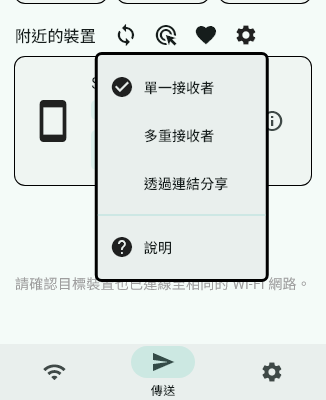 附近的裝置
單一接收者
多重接收者
透過連結分享
說明
請確認目標裝置也已連線至相同的 Wi-Fi 網路。
傳送